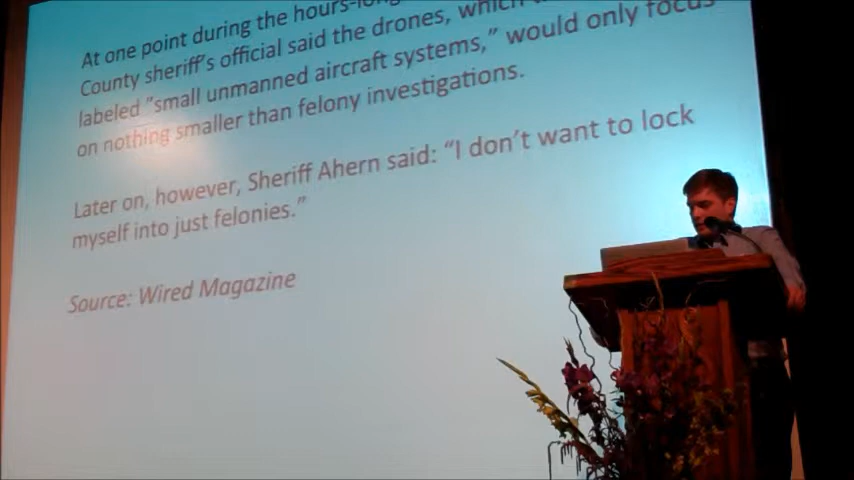 At one point during the hours-long
County sheriff's official said the drones, which
labeled "small unmanned aircraft systems," would only focus
on nothing smaller than felony investigations.
Later on, however, Sheriff Ahern said: "I don't want to lock
myself into just felonies."
Source: Wired Magazine